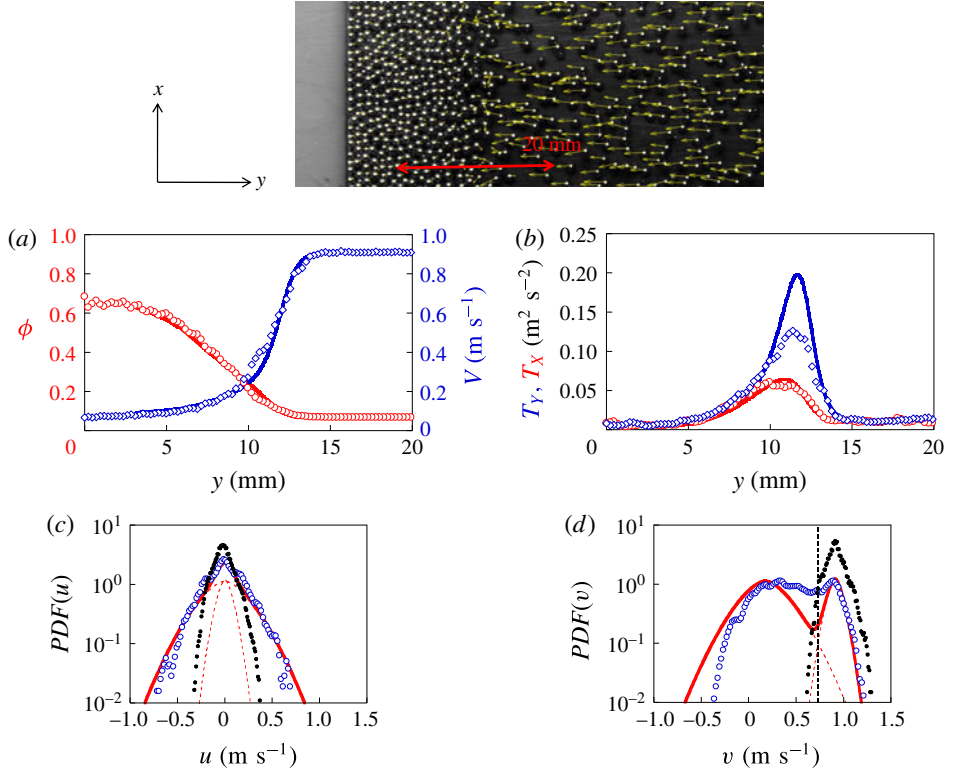 x
y
20 mm
(a)
1.0
0.8
0.6
0.4
0.2
0
ϕ
1.0
0.8
0.6
0.4
0.2
0
V (m s⁻¹)
5
10
15
20
y (mm)
(b)
0.25
0.20
0.15
0.10
0.05
T_Y, T_X (m² s⁻²)
0
5
10
15
20
y (mm)
(c)
10¹
10⁰
10⁻¹
10⁻²
PDF(u)
−1.0
−0.5
0
0.5
1.0
1.5
u (m s⁻¹)
(d)
10¹
10⁰
10⁻¹
10⁻²
PDF(v)
−1.0
−0.5
0
0.5
1.0
1.5
v (m s⁻¹)